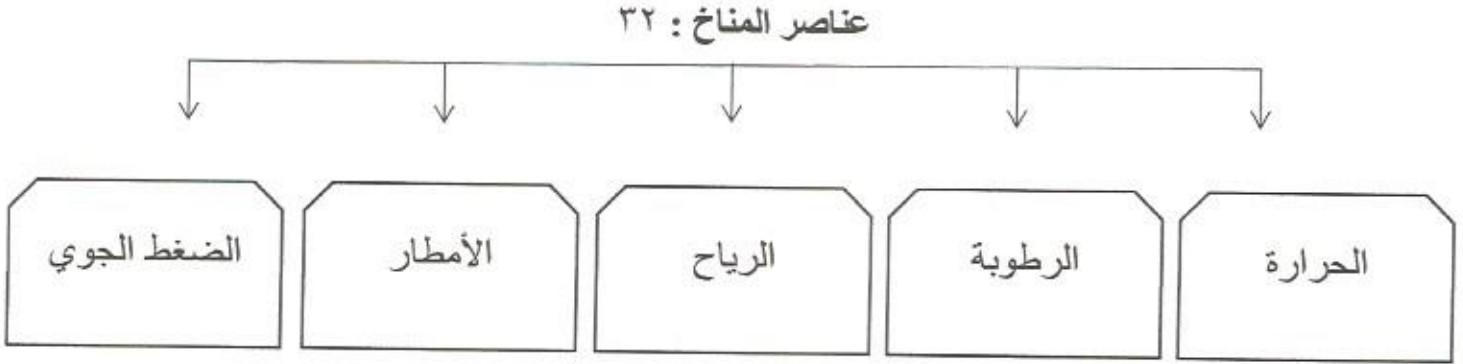 عناصر المناخ : ٣٢
الحرارة
الرطوبة
الرياح
الأمطار
الضغط الجوي